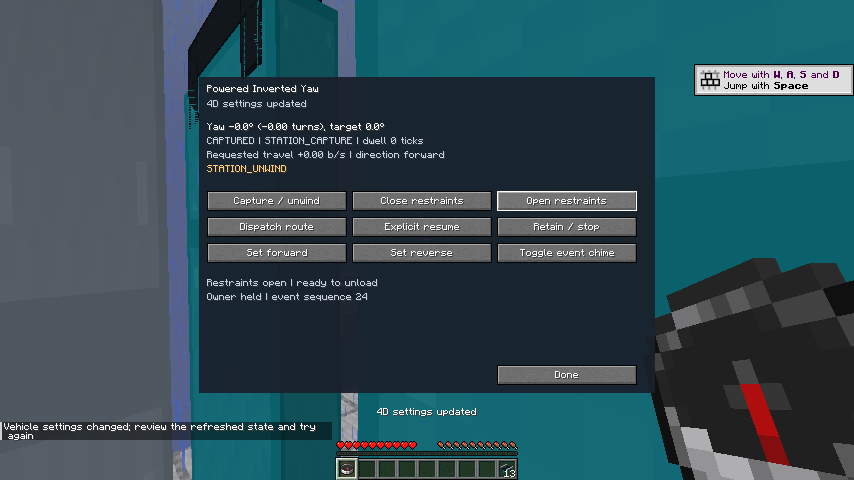 Powered Inverted Yaw
4D settings updated
Yaw -0.0° (-0.00 turns), target 0.0°
CAPTURED | STATION_CAPTURE | dwell 0 ticks
Requested travel +0.00 b/s | direction forward
STATION_UNWIND
Capture / unwind
Close restraints
Open restraints
Dispatch route
Explicit resume
Retain / stop
Set forward
Set reverse
Toggle event chime
Restraints open | ready to unload
Owner held | event sequence 24
Done
Move with W, A, S and D
Jump with Space
4D settings updated
Vehicle settings changed; review the refreshed state and try
again
13